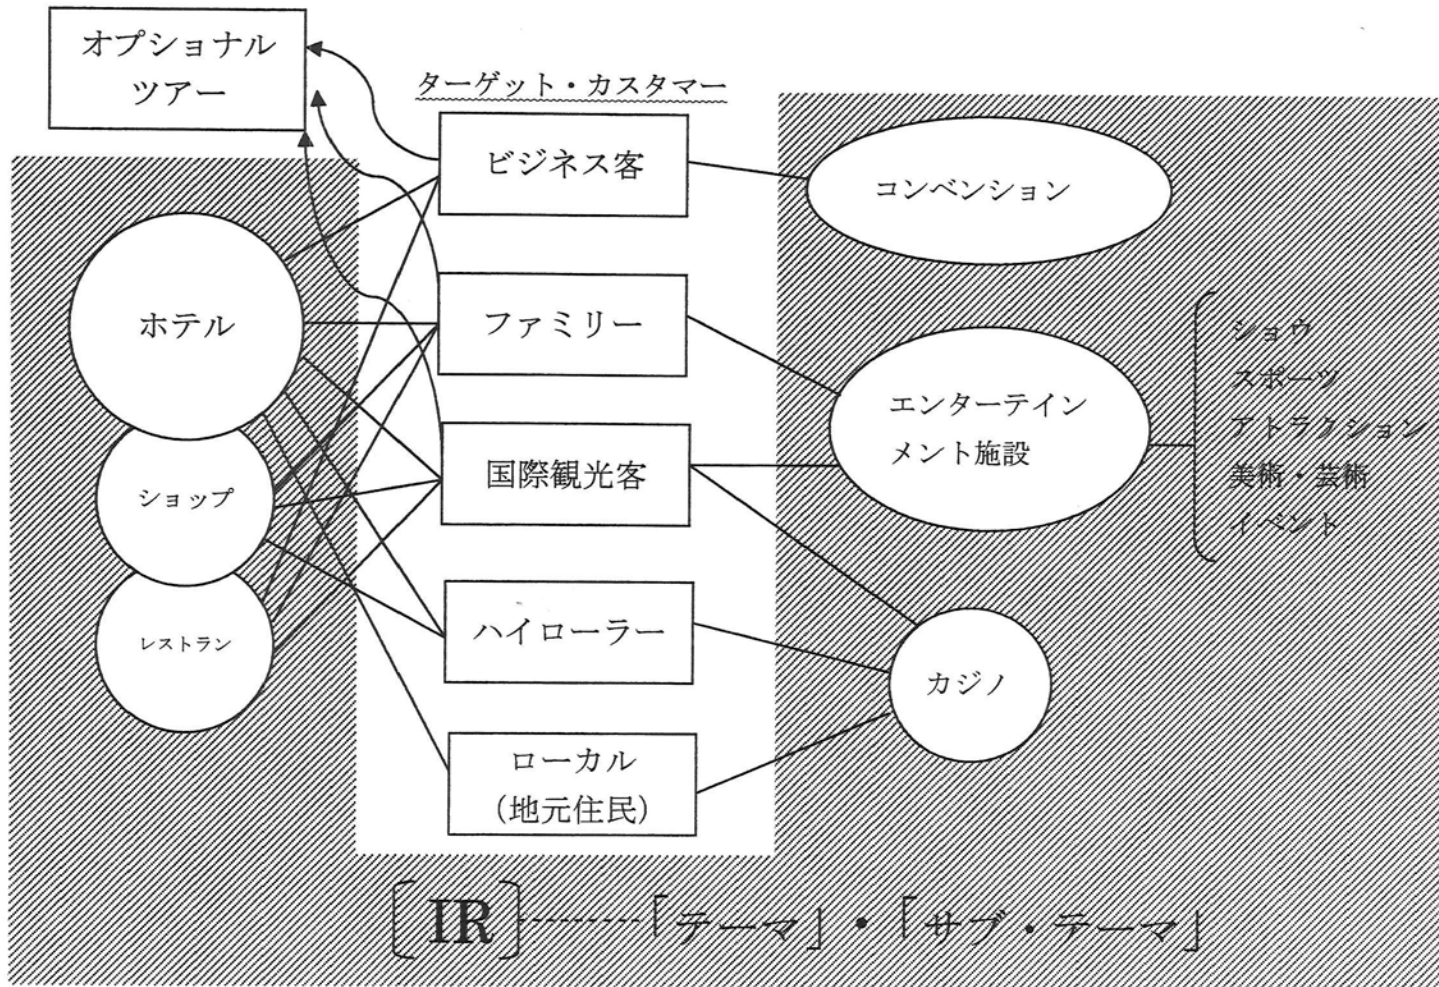 オプショナル
ツアー
ターゲット・カスタマー
ビジネス客
コンベンション
ホテル
ファミリー
ショウ
スポーツ
アトラクション
美術・芸術
イベント
エンターテイン
メント施設
国際観光客
ショップ
ハイローラー
レストラン
カジノ
ローカル
(地元住民)
[IR]-------「テーマ」・「サブ・テーマ」